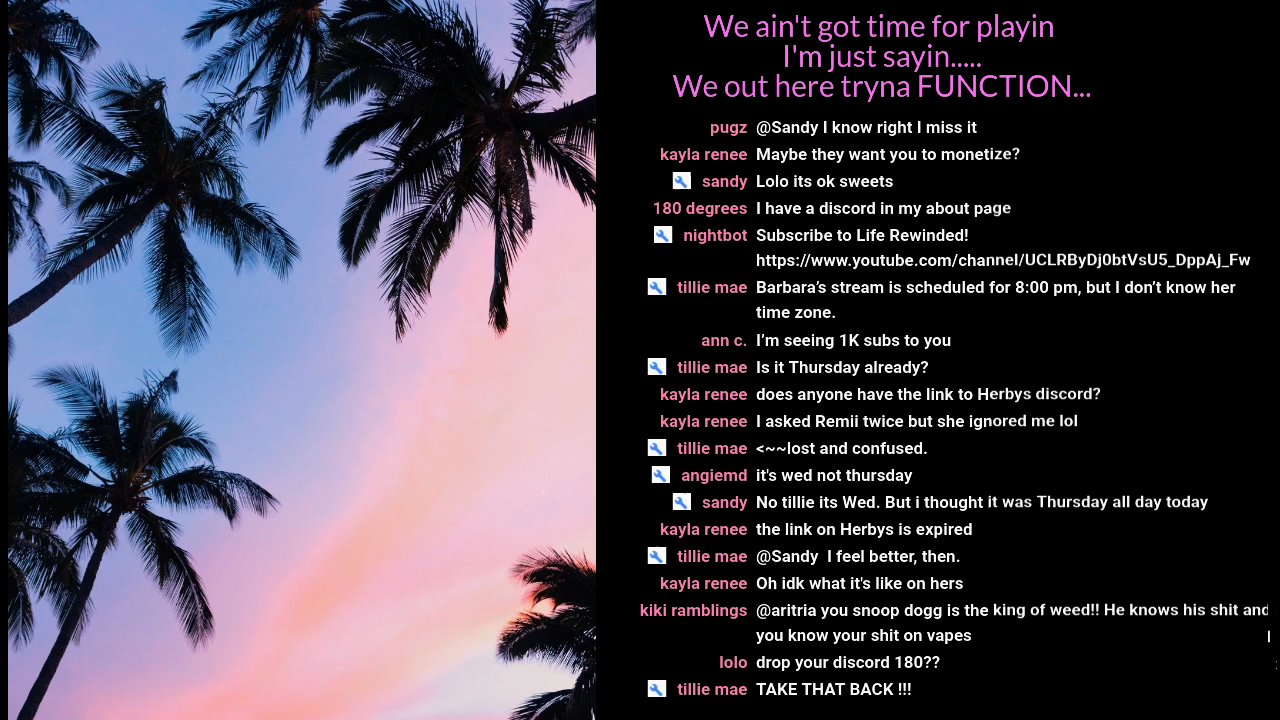 We ain't got time for playin
I'm just sayin.....
We out here tryna FUNCTION...
pugz @Sandy I know right I miss it
kayla renee Maybe they want you to monetize?
sandy Lolo its ok sweets
180 degrees I have a discord in my about page
nightbot Subscribe to Life Rewinded!
https://www.youtube.com/channel/UCLRByDj0btVsU5_DppAj_Fw
tillie mae Barbara’s stream is scheduled for 8:00 pm, but I don’t know her
time zone.
ann c. I’m seeing 1K subs to you
tillie mae Is it Thursday already?
kayla renee does anyone have the link to Herbys discord?
kayla renee I asked Remii twice but she ignored me lol
tillie mae <~~lost and confused.
angiemd it's wed not thursday
sandy No tillie its Wed. But i thought it was Thursday all day today
kayla renee the link on Herbys is expired
tillie mae @Sandy  I feel better, then.
kayla renee Oh idk what it's like on hers
kiki ramblings @aritria you snoop dogg is the king of weed!! He knows his shit and
you know your shit on vapes
lolo drop your discord 180??
tillie mae TAKE THAT BACK !!!